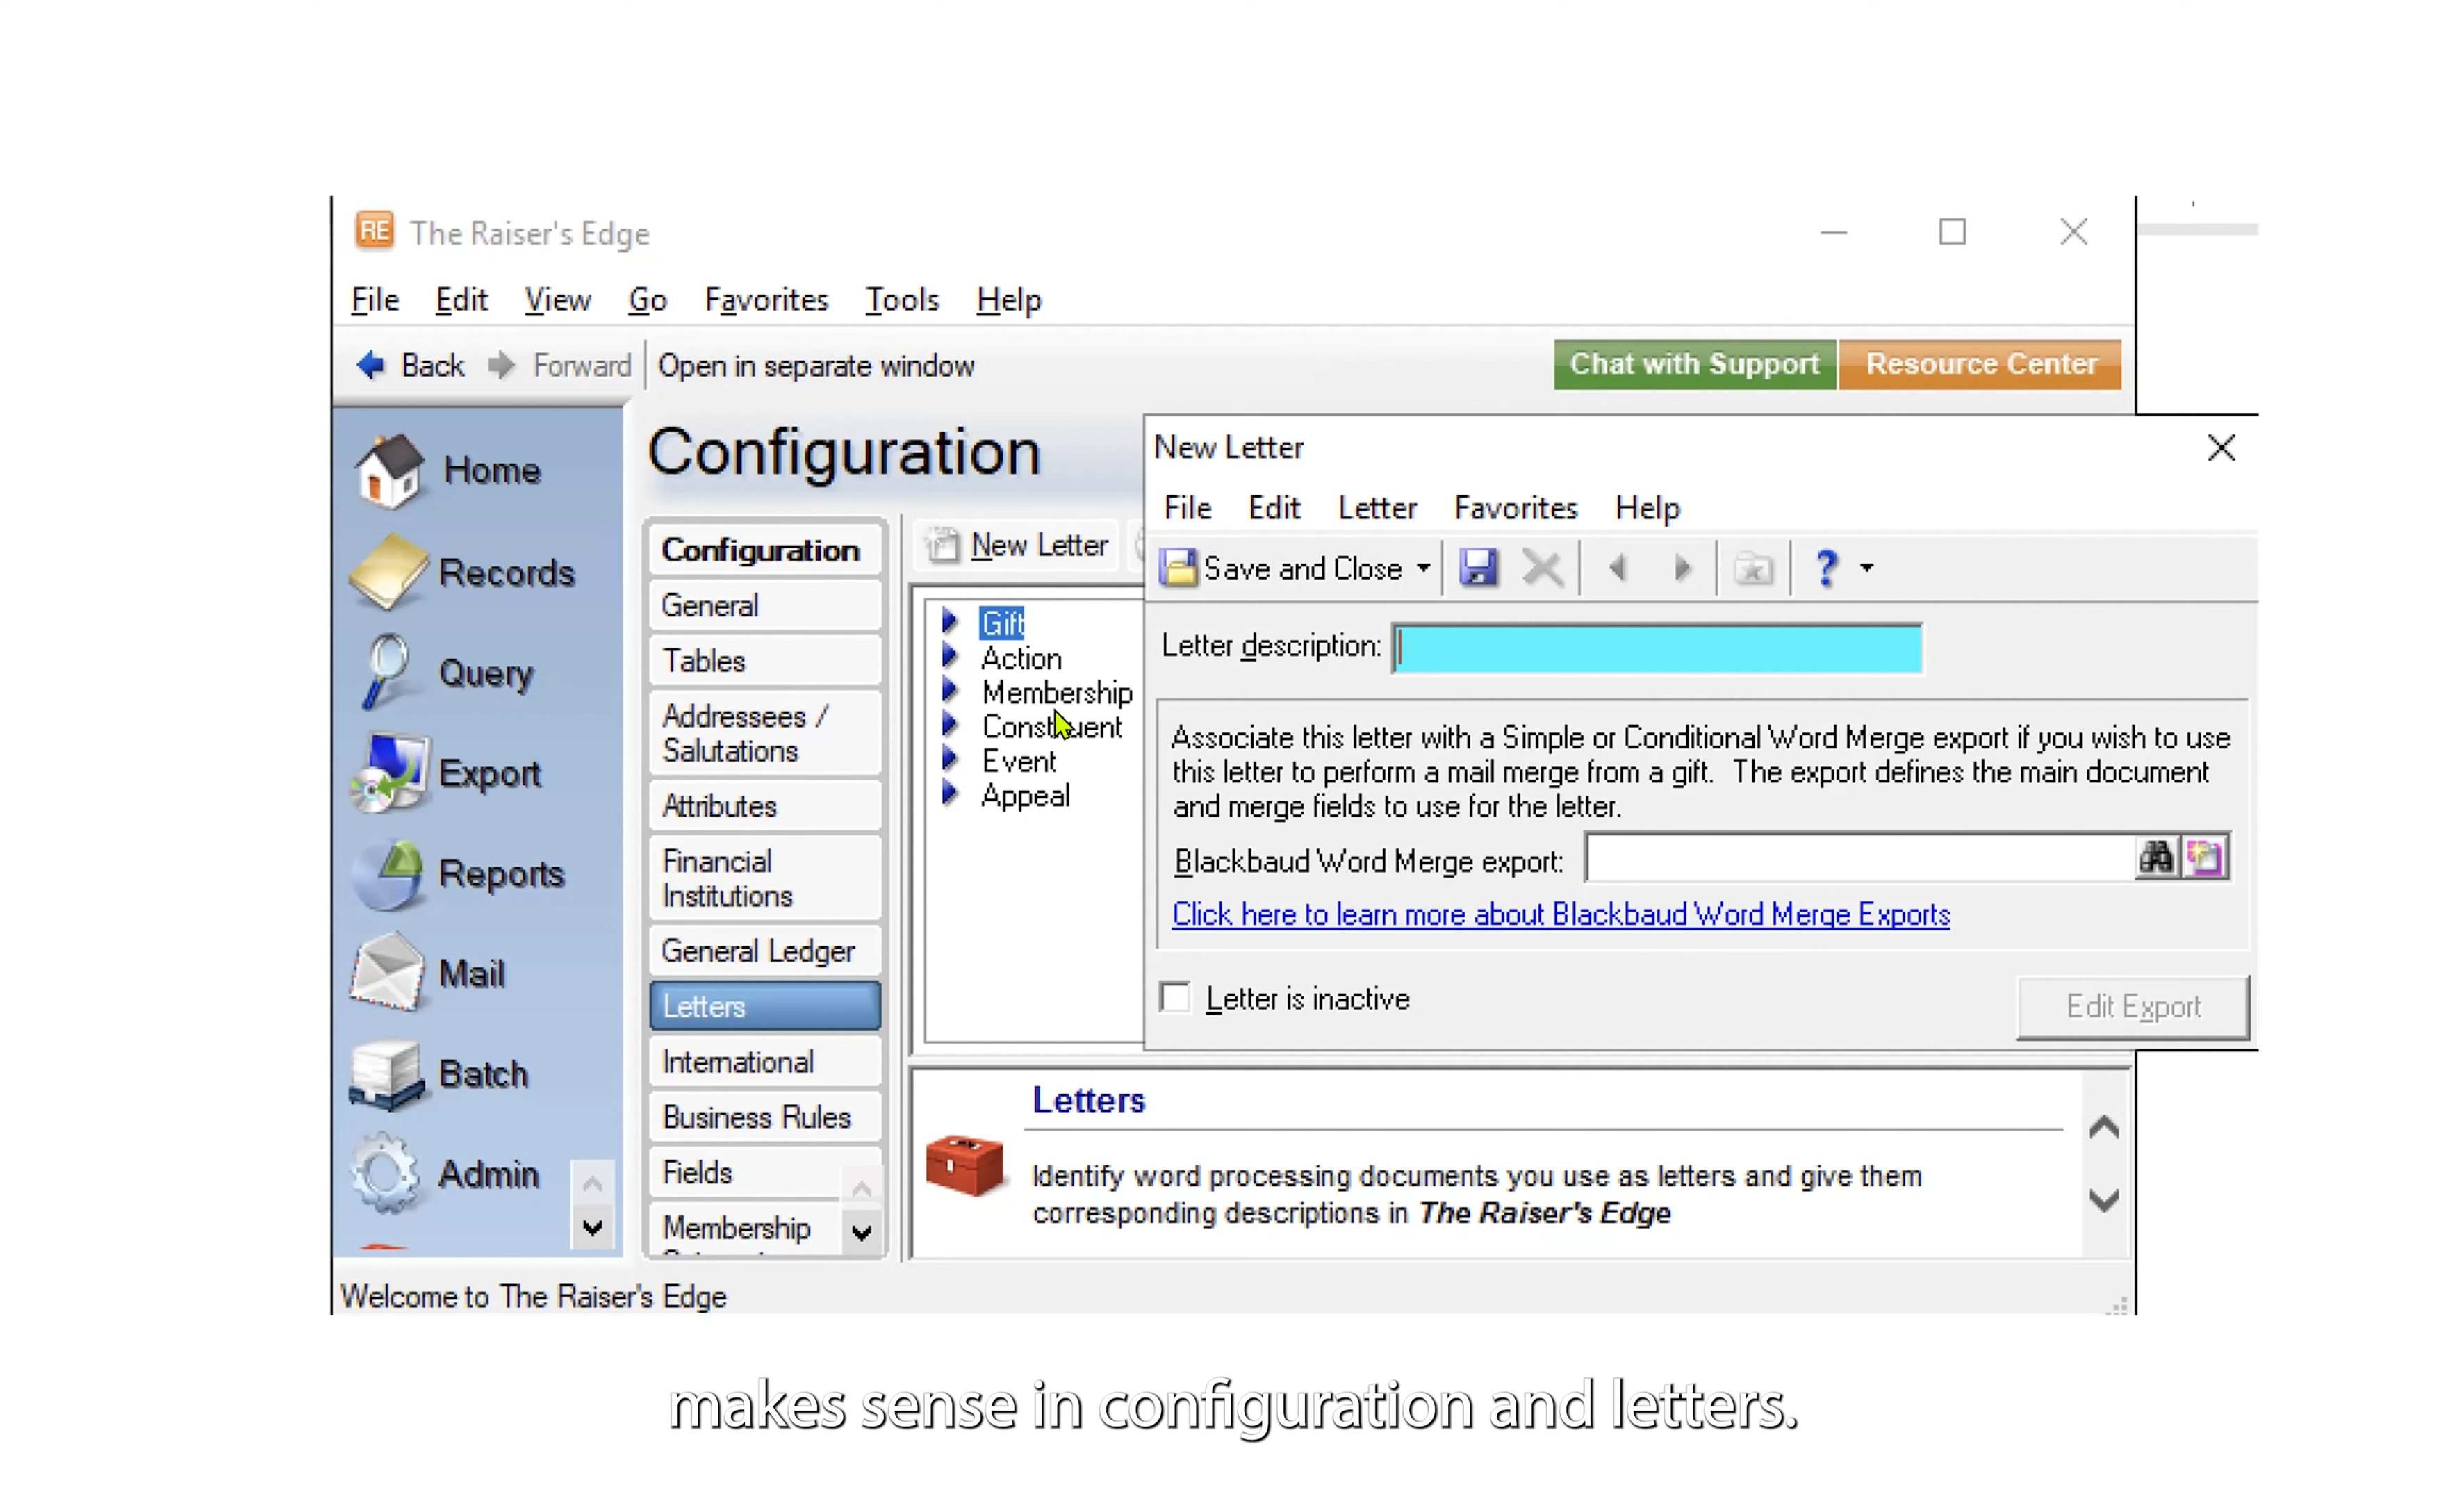 RE The Raiser's Edge
File Edit View Go Favorites Tools Help
Back Forward Open in separate window Chat with Support Resource Center
Home
Records
Query
Export
Reports
Mail
Batch
Admin
Configuration
Configuration
General
Tables
Addressees /
Salutations
Attributes
Financial
Institutions
General Ledger
Letters
International
Business Rules
Fields
Membership
New Letter
Gift
Action
Membership
Constituent
Event
Appeal
New Letter
File Edit Letter Favorites Help
Save and Close ?
Letter description:
Associate this letter with a Simple or Conditional Word Merge export if you wish to use
this letter to perform a mail merge from a gift. The export defines the main document
and merge fields to use for the letter.
Blackbaud Word Merge export:
Click here to learn more about Blackbaud Word Merge Exports
Letter is inactive
Edit Export
Letters
Identify word processing documents you use as letters and give them
corresponding descriptions in The Raiser's Edge
Welcome to The Raiser's Edge
makes sense in configuration and letters.